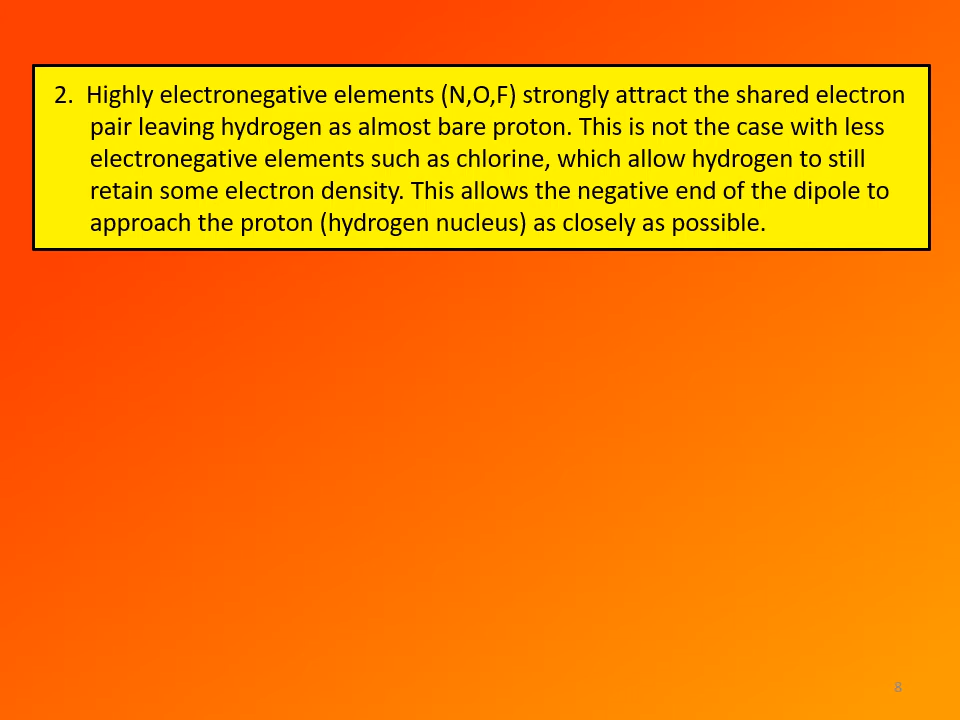 2.  Highly electronegative elements (N,O,F) strongly attract the shared electron
pair leaving hydrogen as almost bare proton. This is not the case with less
electronegative elements such as chlorine, which allow hydrogen to still
retain some electron density. This allows the negative end of the dipole to
approach the proton (hydrogen nucleus) as closely as possible.
8